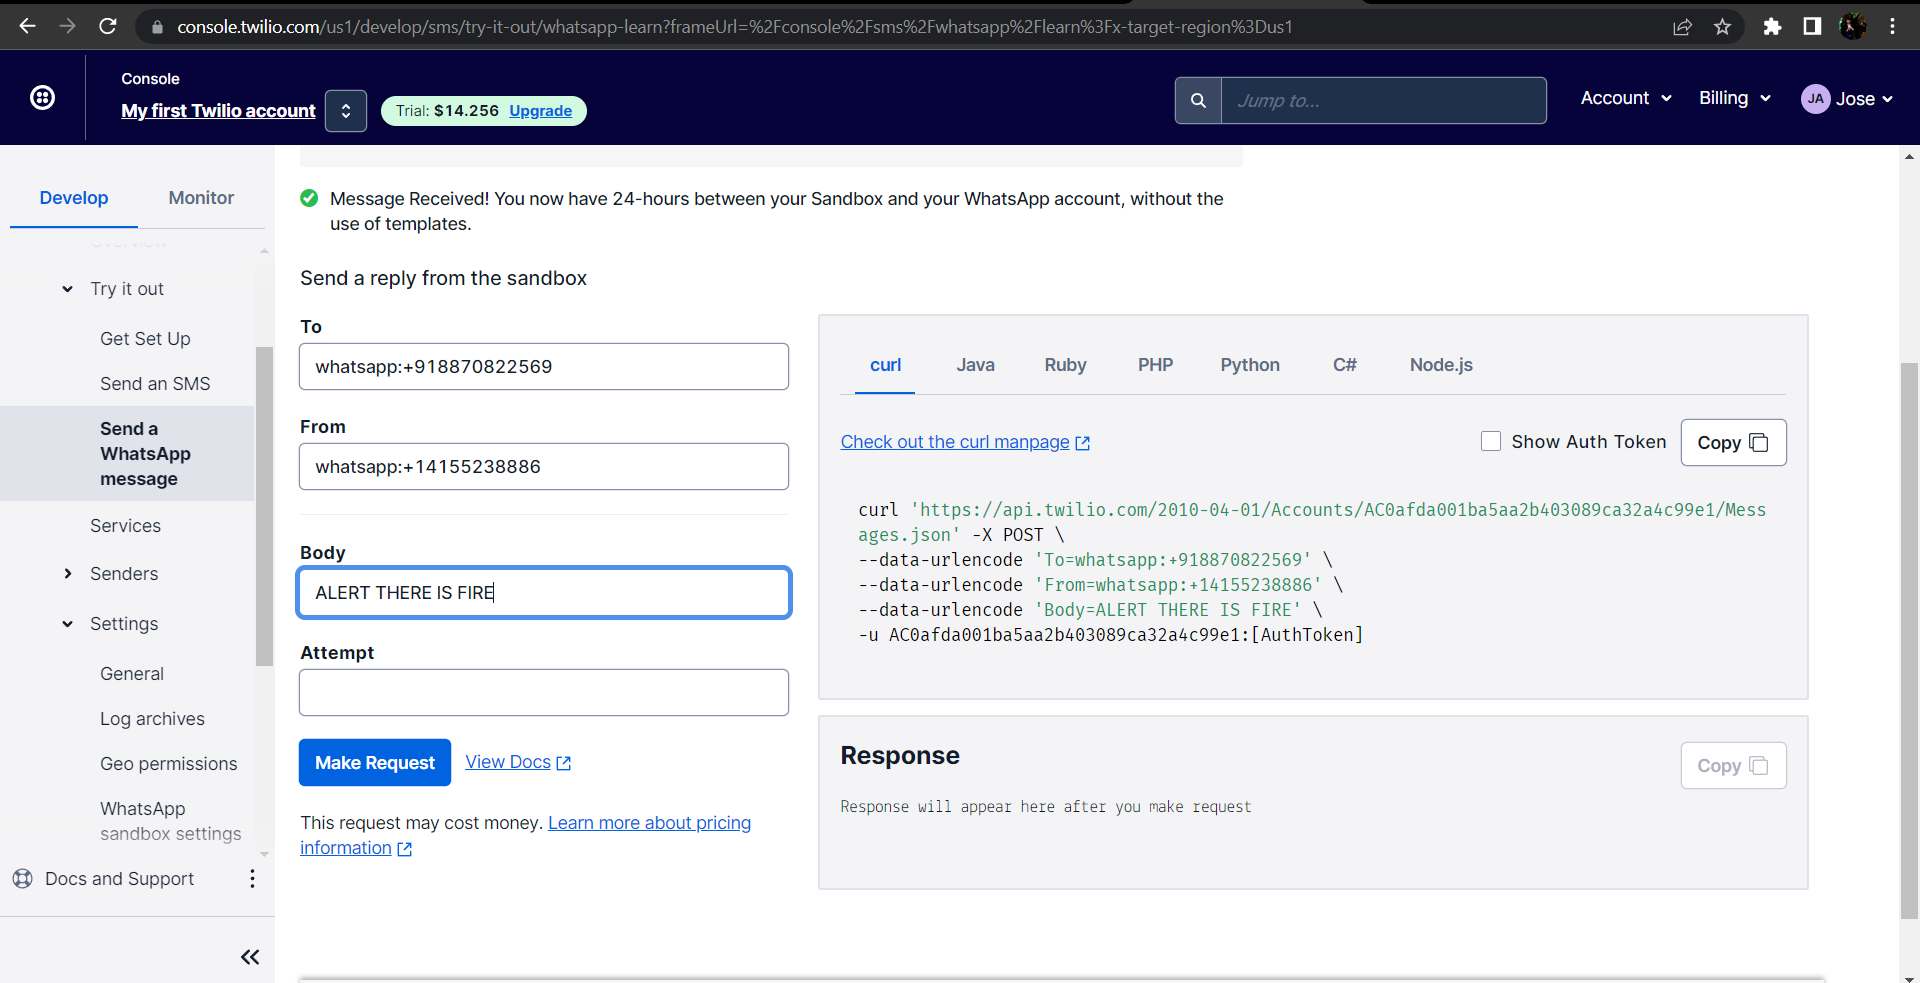 console.twilio.com/us1/develop/sms/try-it-out/whatsapp-learn?frameUrl=%2Fconsole%2Fsms%2Fwhatsapp%2Flearn%3Fx-target-region%3Dus1
Console
My first Twilio account
Trial: $14.256 Upgrade
Jump to...
Account
Billing
JA Jose
Develop
Monitor
Overview
Try it out
Get Set Up
Send an SMS
Send a
WhatsApp
message
Services
Senders
Settings
General
Log archives
Geo permissions
WhatsApp
sandbox settings
Docs and Support
Message Received! You now have 24-hours between your Sandbox and your WhatsApp account, without the
use of templates.
Send a reply from the sandbox
To
whatsapp:+918870822569
From
whatsapp:+14155238886
Body
ALERT THERE IS FIRE
Attempt
Make Request View Docs
This request may cost money. Learn more about pricing
information
curl Java Ruby PHP Python C# Node.js
Check out the curl manpage
Show Auth Token
Copy
curl 'https://api.twilio.com/2010-04-01/Accounts/AC0afda001ba5aa2b403089ca32a4c99e1/Mess
ages.json' -X POST \
--data-urlencode 'To=whatsapp:+918870822569' \
--data-urlencode 'From=whatsapp:+14155238886' \
--data-urlencode 'Body=ALERT THERE IS FIRE' \
-u AC0afda001ba5aa2b403089ca32a4c99e1:[AuthToken]
Response
Copy
Response will appear here after you make request